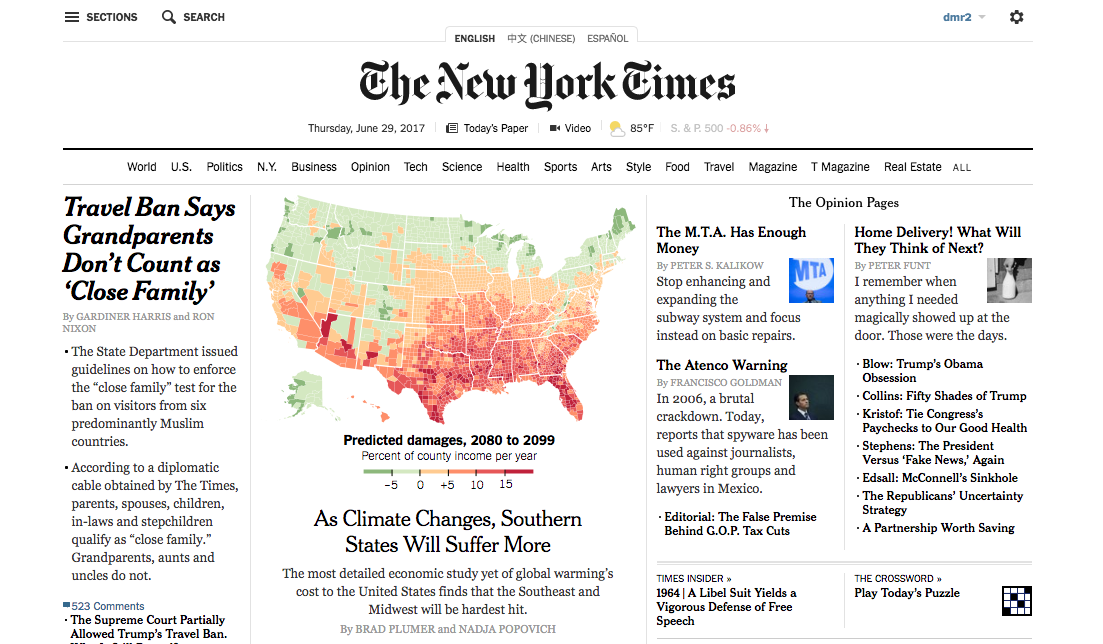 SECTIONS
SEARCH
dmr2
ENGLISH 中文 (CHINESE) ESPAÑOL
The New York Times
Thursday, June 29, 2017
Today's Paper
Video
85°F
S. & P. 500 -0.86% ↓
World U.S. Politics N.Y. Business Opinion Tech Science Health Sports Arts Style Food Travel Magazine T Magazine Real Estate ALL
Travel Ban Says
Grandparents
Don't Count as
'Close Family'
By GARDINER HARRIS and RON
NIXON
· The State Department issued
guidelines on how to enforce
the “close family” test for the
ban on visitors from six
predominantly Muslim
countries.
· According to a diplomatic
cable obtained by The Times,
parents, spouses, children,
in-laws and stepchildren
qualify as “close family.”
Grandparents, aunts and
uncles do not.
523 Comments
· The Supreme Court Partially
Allowed Trump's Travel Ban.
Predicted damages, 2080 to 2099
Percent of county income per year
−5 0 +5 10 15
As Climate Changes, Southern
States Will Suffer More
The most detailed economic study yet of global warming's
cost to the United States finds that the Southeast and
Midwest will be hardest hit.
By BRAD PLUMER and NADJA POPOVICH
The Opinion Pages
The M.T.A. Has Enough
Money
By PETER S. KALIKOW
Stop enhancing and
expanding the
subway system and focus
instead on basic repairs.
MTA
The Atenco Warning
By FRANCISCO GOLDMAN
In 2006, a brutal
crackdown. Today,
reports that spyware has been
used against journalists,
human right groups and
lawyers in Mexico.
· Editorial: The False Premise
Behind G.O.P. Tax Cuts
Home Delivery! What Will
They Think of Next?
By PETER FUNT
I remember when
anything I needed
magically showed up at the
door. Those were the days.
· Blow: Trump's Obama
Obsession
· Collins: Fifty Shades of Trump
· Kristof: Tie Congress's
Paychecks to Our Good Health
· Stephens: The President
Versus 'Fake News,' Again
· Edsall: McConnell's Sinkhole
· The Republicans' Uncertainty
Strategy
· A Partnership Worth Saving
TIMES INSIDER »
1964 | A Libel Suit Yields a
Vigorous Defense of Free
Speech
THE CROSSWORD »
Play Today's Puzzle